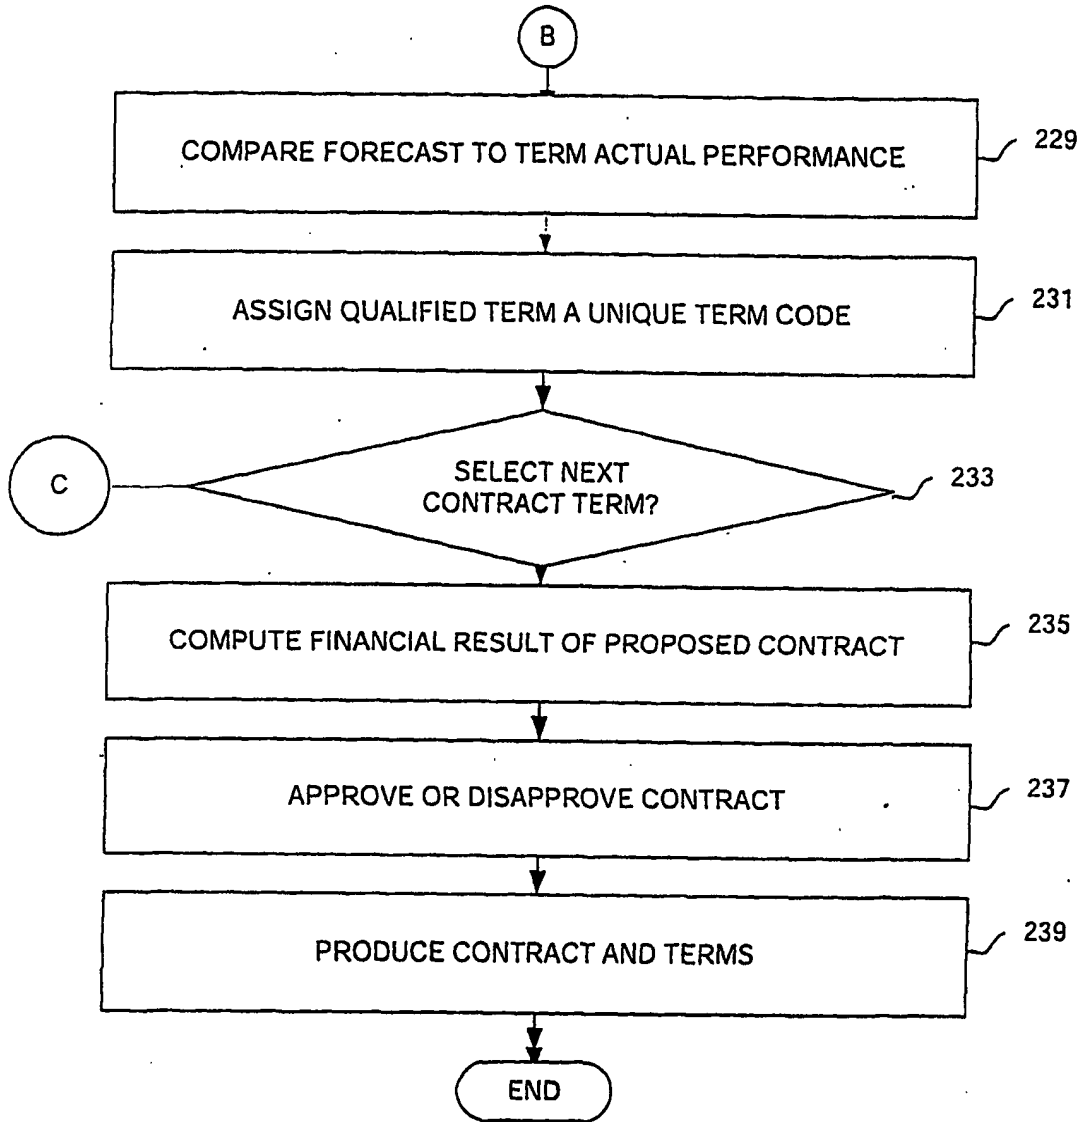 B
COMPARE FORECAST TO TERM ACTUAL PERFORMANCE
229
ASSIGN QUALIFIED TERM A UNIQUE TERM CODE
231
C
SELECT NEXT
CONTRACT TERM?
233
COMPUTE FINANCIAL RESULT OF PROPOSED CONTRACT
235
APPROVE OR DISAPPROVE CONTRACT
237
PRODUCE CONTRACT AND TERMS
239
END